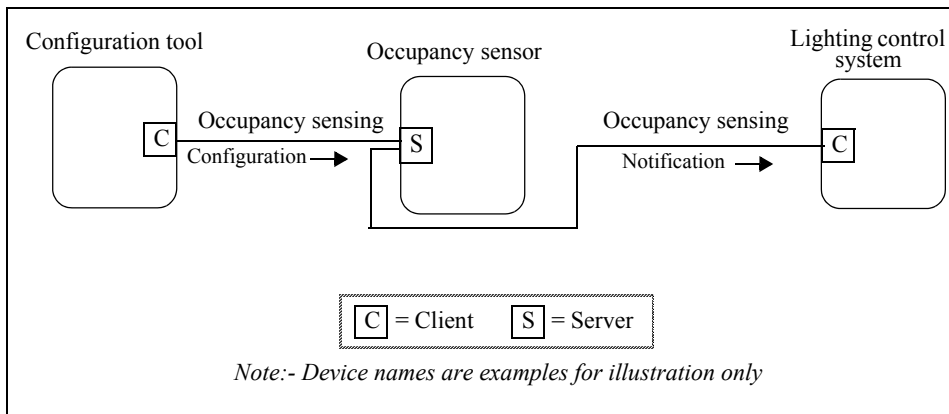 Configuration tool
Occupancy sensor
Lighting control
system
C
Occupancy sensing
Configuration
S
Occupancy sensing
Notification
C
C = Client S = Server
Note:- Device names are examples for illustration only